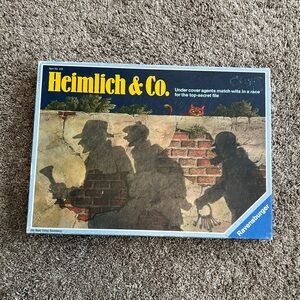 Heimlich & Co.
Under cover agents match wits in a race
for the top-secret file
Ravensburger